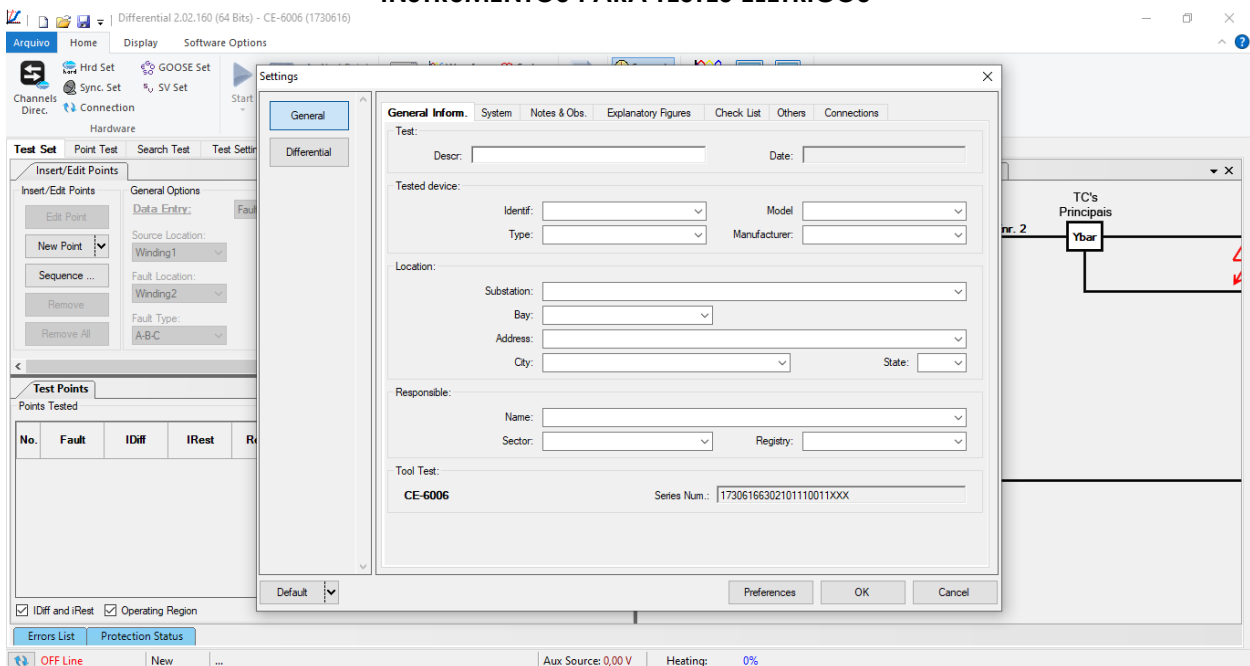 INSTRUMENTOS PARA TESTES ELÉTRICOS
Differential 2.02.160 (64 Bits) - CE-6006 (1730616)
Arquivo Home Display Software Options
Hrd Set GOOSE Set
Sync. Set SV Set
Channels Direc. Connection
Start
Hardware
Test Set Point Test Search Test
Insert/Edit Points
Insert/Edit Points General Options
Edit Point Data Entry:
New Point Source Location:
Winding1
Sequence ... Fault Location:
Winding2
Remove Fault Type:
Remove All A-B-C
Test Points
Points Tested
No. Fault IDiff IRest
IDiff and iRest Operating Region
Errors List Protection Status
OFF Line New ... Aux Source: 0,00 V Heating: 0%
Settings
General
Differential
General Inform. System Notes & Obs. Explanatory Figures Check List Others Connections
Test:
Descr: Date:
Tested device:
Identif: Model
Type: Manufacturer:
Location:
Substation:
Bay:
Address:
City: State:
Responsible:
Name:
Sector: Registry:
Tool Test:
CE-6006 Series Num.: 17306166302101110011XXX
Default Preferences OK Cancel
TC's
Principais
nr. 2
Ybar